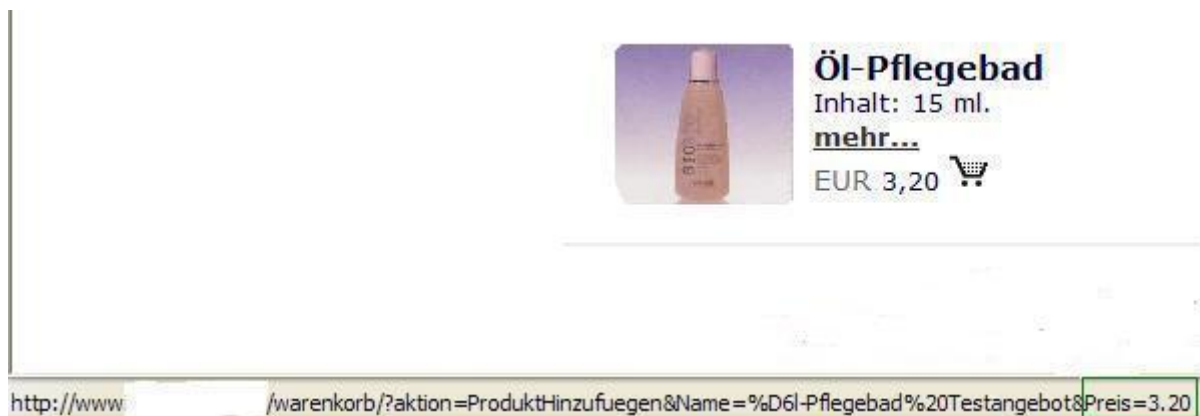 Öl-Pflegebad
Inhalt: 15 ml.
mehr...
EUR 3,20
BIO
http://www /warenkorb/?aktion=ProduktHinzufuegen&Name=%D6l-Pflegebad%20Testangebot&Preis=3.20